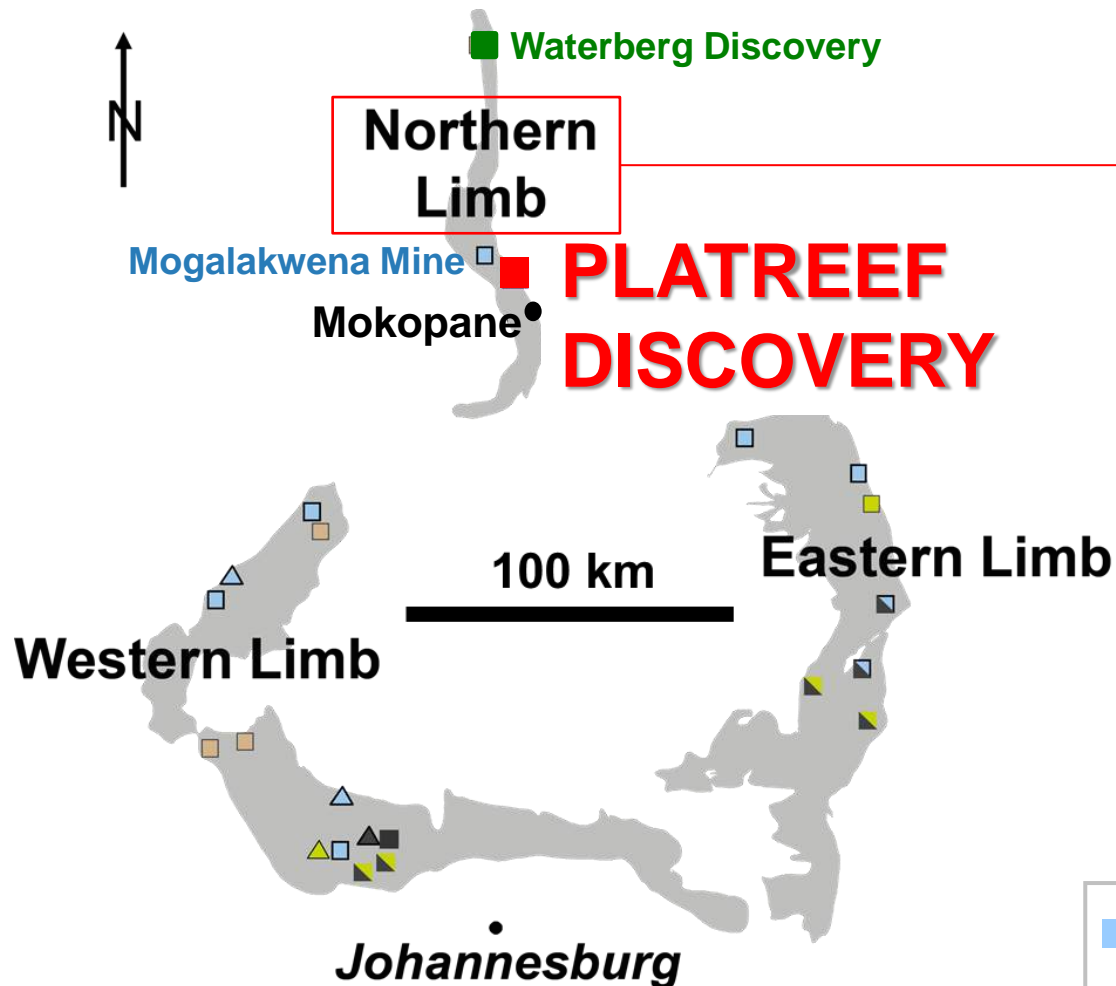 Waterberg Discovery
N
Northern
Limb
Mogalakwena Mine
PLATREEF
Mokopane
DISCOVERY
Eastern Limb
100 km
Western Limb
Johannesburg